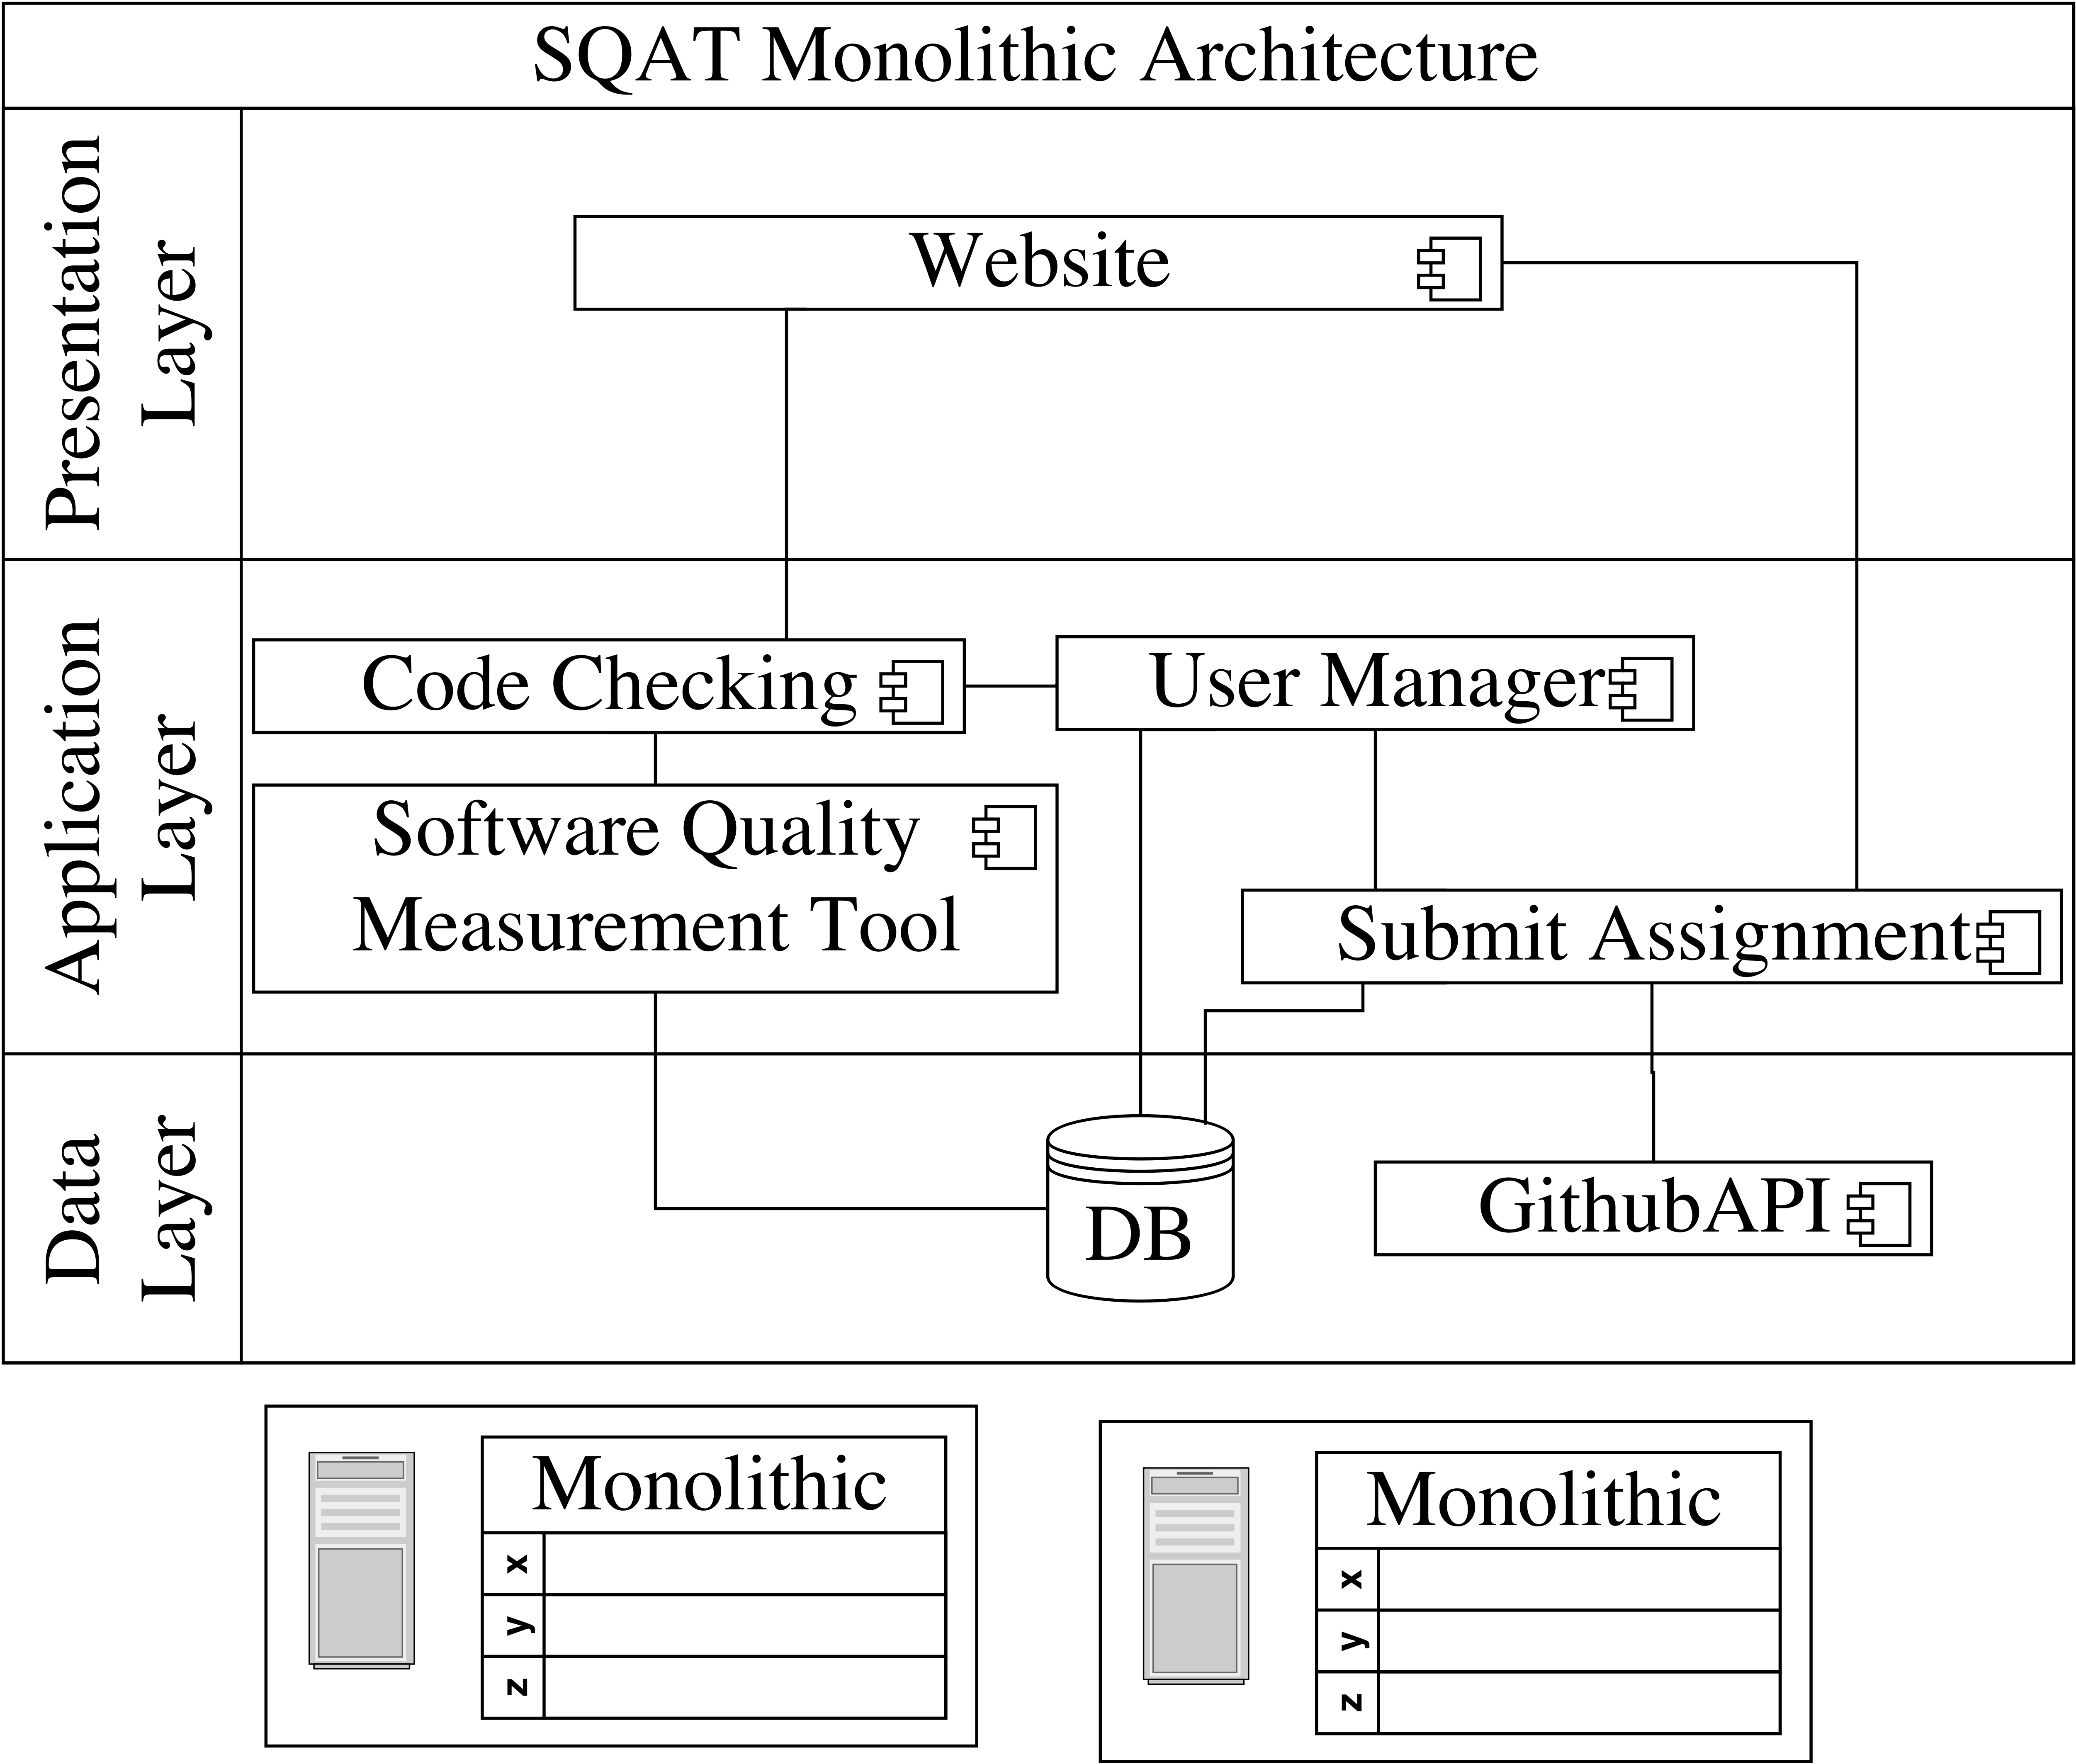 SQAT Monolithic Architecture
Presentation
Layer
Website
Application
Layer
Code Checking
User Manager
Software Quality
Measurement Tool
Submit Assignment
Data
Layer
DB
GithubAPI
Monolithic
x
y
z
Monolithic
x
y
z